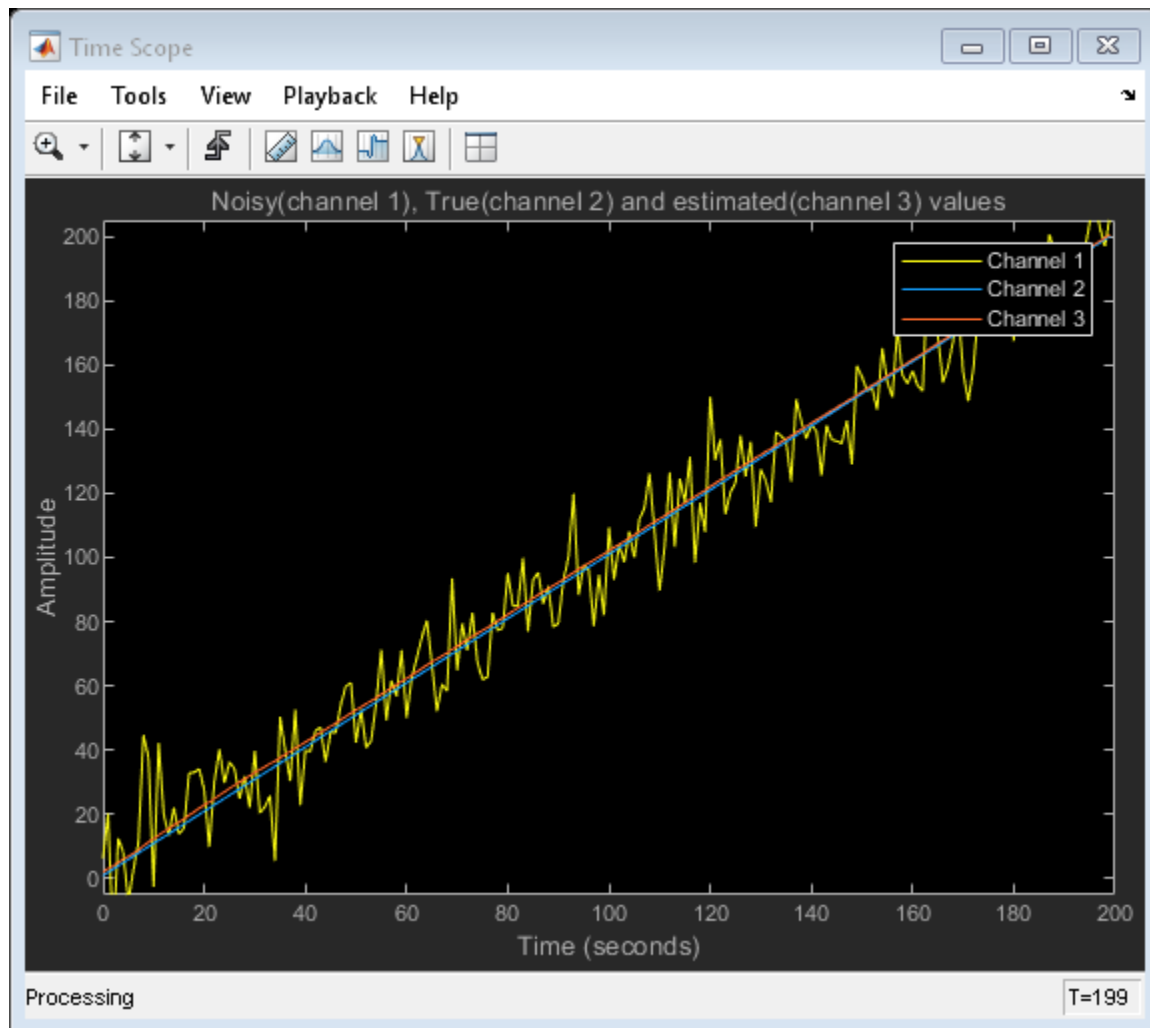 Time Scope
File Tools View Playback Help
Noisy(channel 1), True(channel 2) and estimated(channel 3) values
Channel 1
Channel 2
Channel 3
Amplitude
200
180
160
140
120
100
80
60
40
20
0
0 20 40 60 80 100 120 140 160 180 200
Time (seconds)
Processing T=199